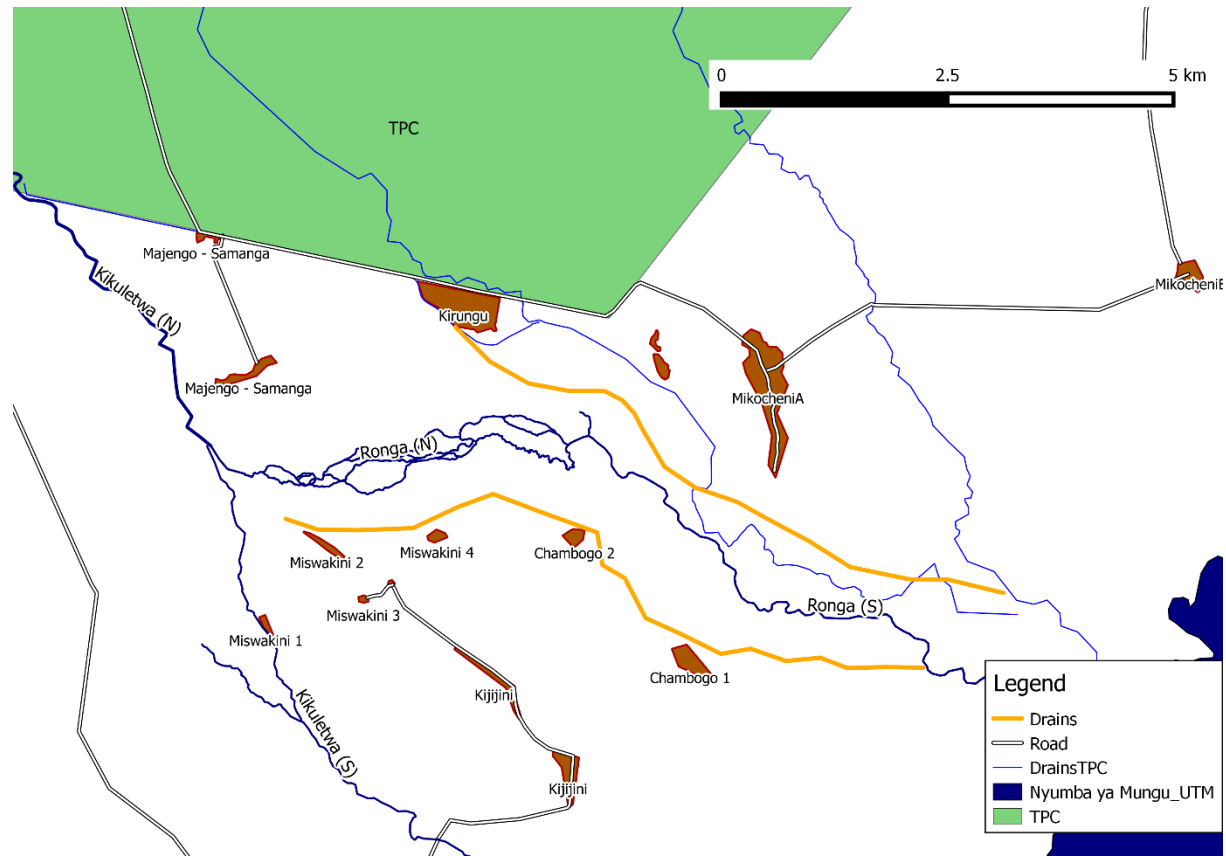 0 2.5 5 km
TPC
Majengo - Samanga
Kikuletwa (N)
MikocheniE
Kirungu
Majengo - Samanga
MikocheniA
Ronga (N)
Miswakini 2
Miswakini 4
Chambogo 2
Miswakini 3
Ronga (S)
Miswakini 1
Chambogo 1
Kijijini
Kikuletwa (S)
Kijijini
Legend
Drains
Road
DrainsTPC
Nyumba ya Mungu_UTM
TPC